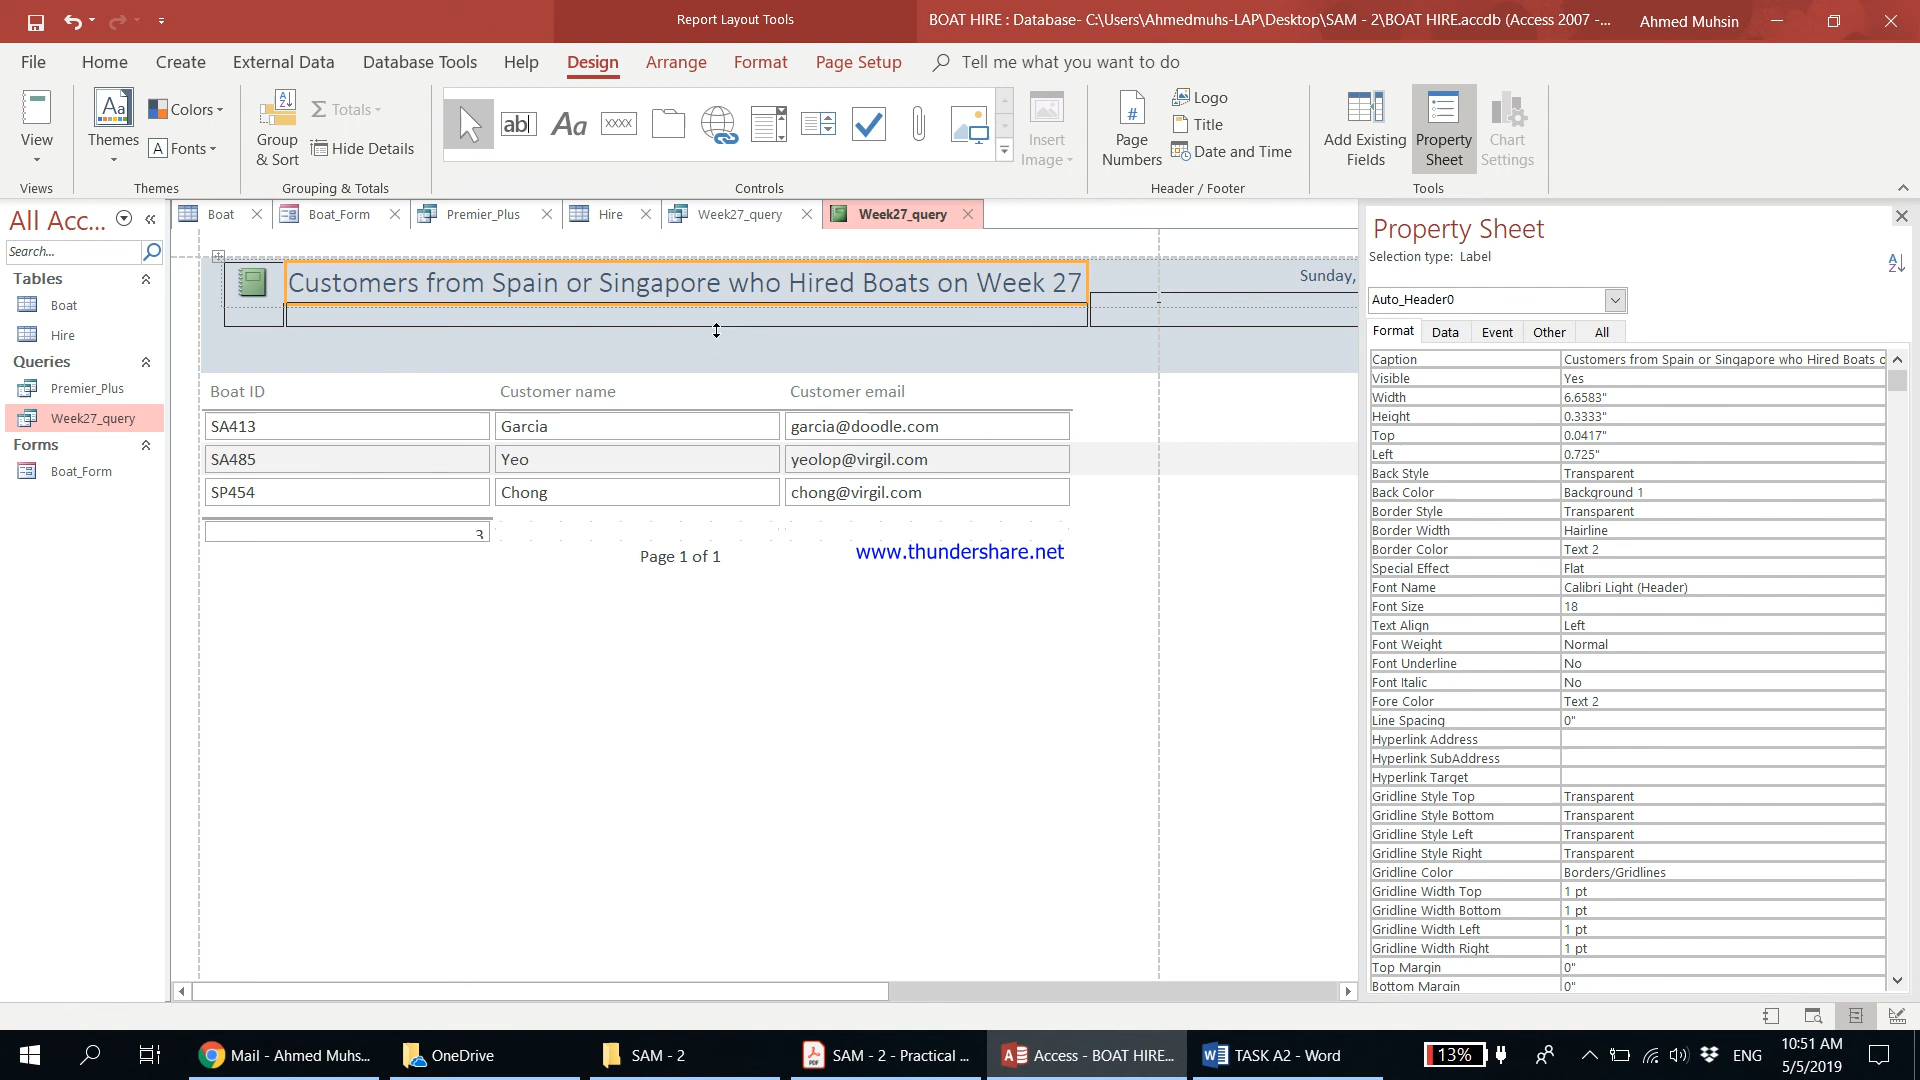 Report Layout Tools
BOAT HIRE : Database- C:\Users\Ahmedmuhs-LAP\Desktop\SAM - 2\BOAT HIRE.accdb (Access 2007 -...
Ahmed Muhsin
File Home Create External Data Database Tools Help Design Arrange Format Page Setup Tell me what you want to do
View
Themes
Colors
Fonts
Group & Sort
Totals
Hide Details
Insert Image
Page Numbers
Logo
Title
Date and Time
Add Existing Fields
Property Sheet
Chart Settings
Views Themes Grouping & Totals Controls Header / Footer Tools
All Acc...
Search...
Tables
Boat
Hire
Queries
Premier_Plus
Week27_query
Forms
Boat_Form
Boat Boat_Form Premier_Plus Hire Week27_query Week27_query
Customers from Spain or Singapore who Hired Boats on Week 27
Sunday,
Boat ID Customer name Customer email
SA413 Garcia garcia@doodle.com
SA485 Yeo yeolop@virgil.com
SP454 Chong chong@virgil.com
3
Page 1 of 1
www.thundershare.net
Property Sheet
Selection type: Label
Auto_Header0
Format Data Event Other All
Caption Customers from Spain or Singapore who Hired Boats o
Visible Yes
Width 6.6583"
Height 0.3333"
Top 0.0417"
Left 0.725"
Back Style Transparent
Back Color Background 1
Border Style Transparent
Border Width Hairline
Border Color Text 2
Special Effect Flat
Font Name Calibri Light (Header)
Font Size 18
Text Align Left
Font Weight Normal
Font Underline No
Font Italic No
Fore Color Text 2
Line Spacing 0"
Hyperlink Address
Hyperlink SubAddress
Hyperlink Target
Gridline Style Top Transparent
Gridline Style Bottom Transparent
Gridline Style Left Transparent
Gridline Style Right Transparent
Gridline Color Borders/Gridlines
Gridline Width Top 1 pt
Gridline Width Bottom 1 pt
Gridline Width Left 1 pt
Gridline Width Right 1 pt
Top Margin 0"
Bottom Margin 0"
Mail - Ahmed Muhs... OneDrive SAM - 2 SAM - 2 - Practical ... Access - BOAT HIRE... TASK A2 - Word 13% ENG
10:51 AM
5/5/2019